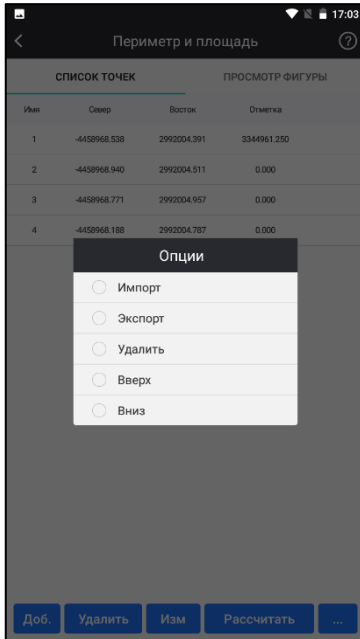 17:03
Периметр и площадь ?
СПИСОК ТОЧЕК ПРОСМОТР ФИГУРЫ
Имя Север Восток Отметка
1 -4458968.538 2992004.391 3344961.250
2 -4458968.940 2992004.511 0.000
3 -4458968.771 2992004.957 0.000
4 -4458968.188 2992004.787 0.000
Опции
Импорт
Экспорт
Удалить
Вверх
Вниз
Доб. Удалить Изм Рассчитать ...